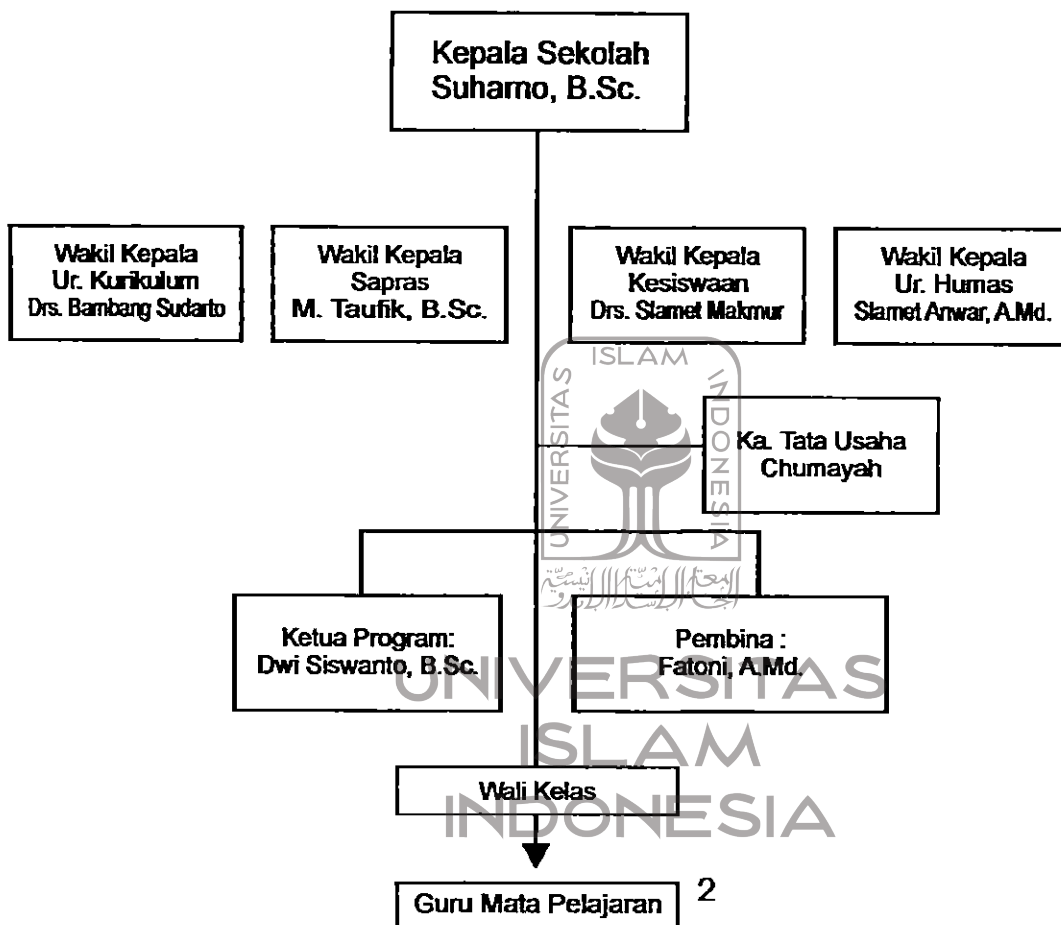 Kepala Sekolah
Suharno, B.Sc.
Wakil Kepala
Ur. Kurikulum
Drs. Bambang Sudarto
Wakil Kepala
Sapras
M. Taufik, B.Sc.
Wakil Kepala
Kesiswaan
Drs. Slamet Makmur
Wakil Kepala
Ur. Humas
Slamet Anwar, A.Md.
ISLAM
UNIVERSITAS
INDONESIA
Ka. Tata Usaha
Chumayah
Ketua Program:
Dwi Siswanto, B.Sc.
Pembina :
Fatoni, A.Md.
UNIVERSITAS
ISLAM
INDONESIA
Wali Kelas
Guru Mata Pelajaran
2